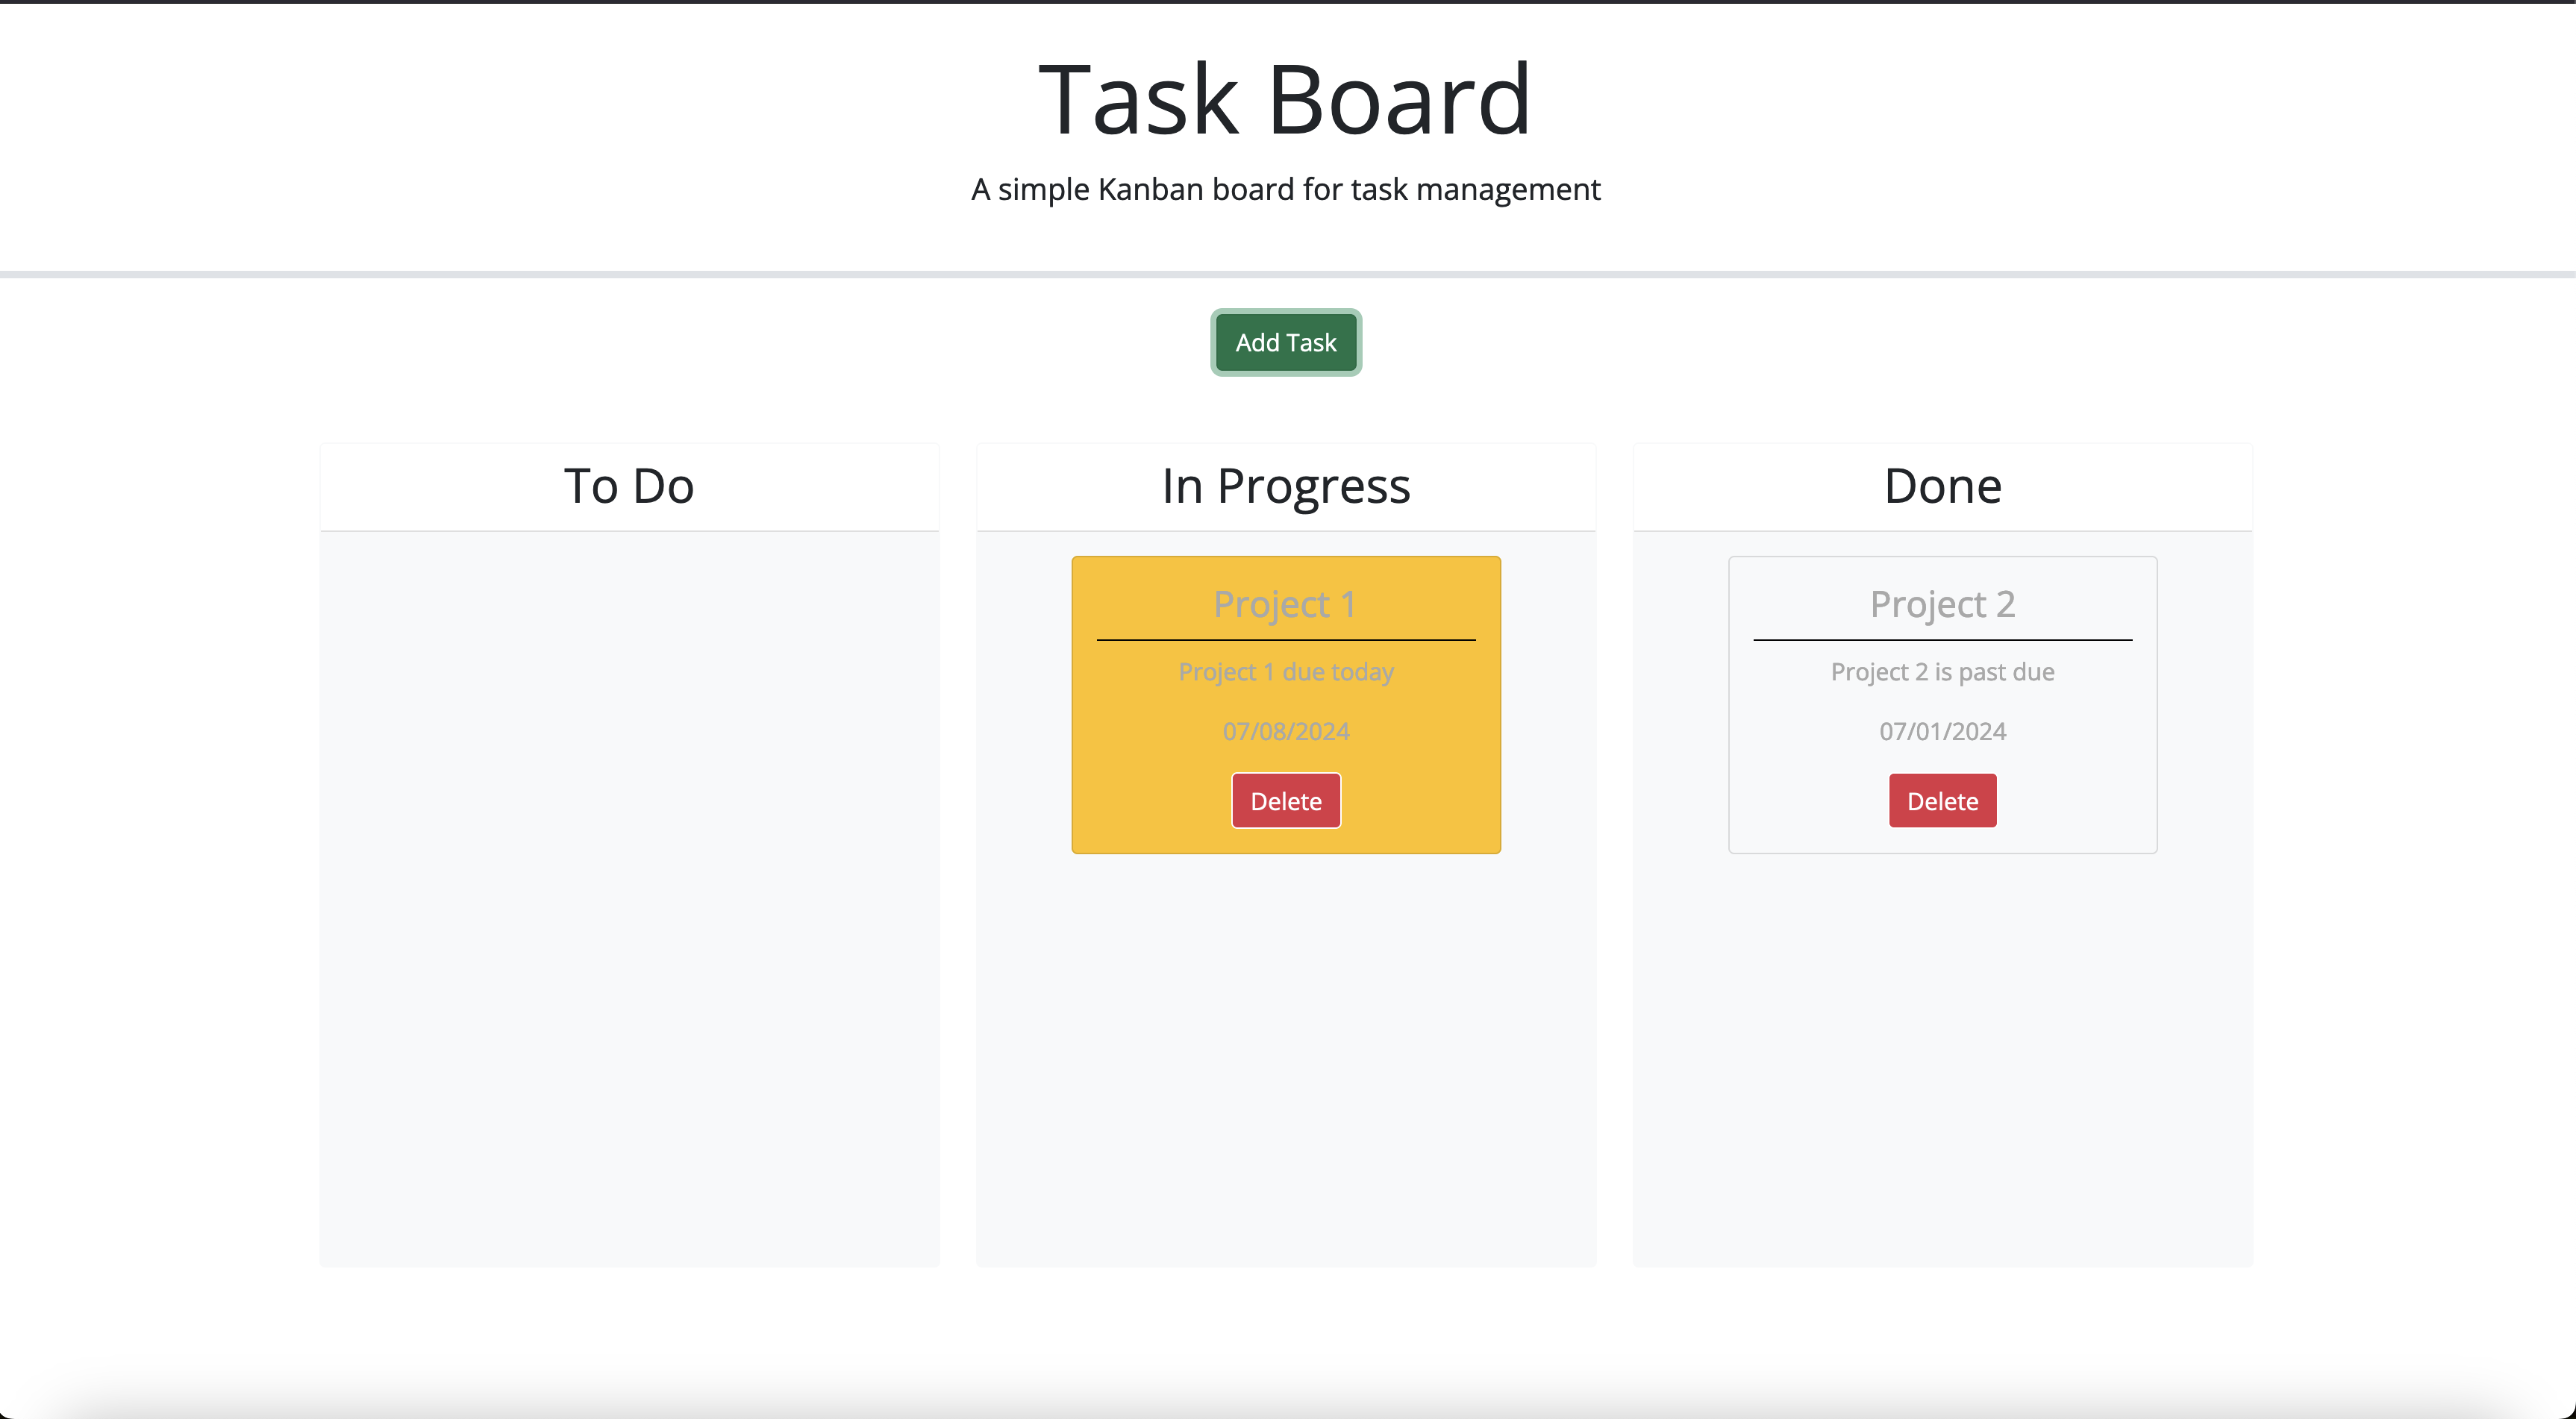 Task Board
A simple Kanban board for task management
Add Task
To Do
In Progress
Project 1
Project 1 due today
07/08/2024
Delete
Done
Project 2
Project 2 is past due
07/01/2024
Delete